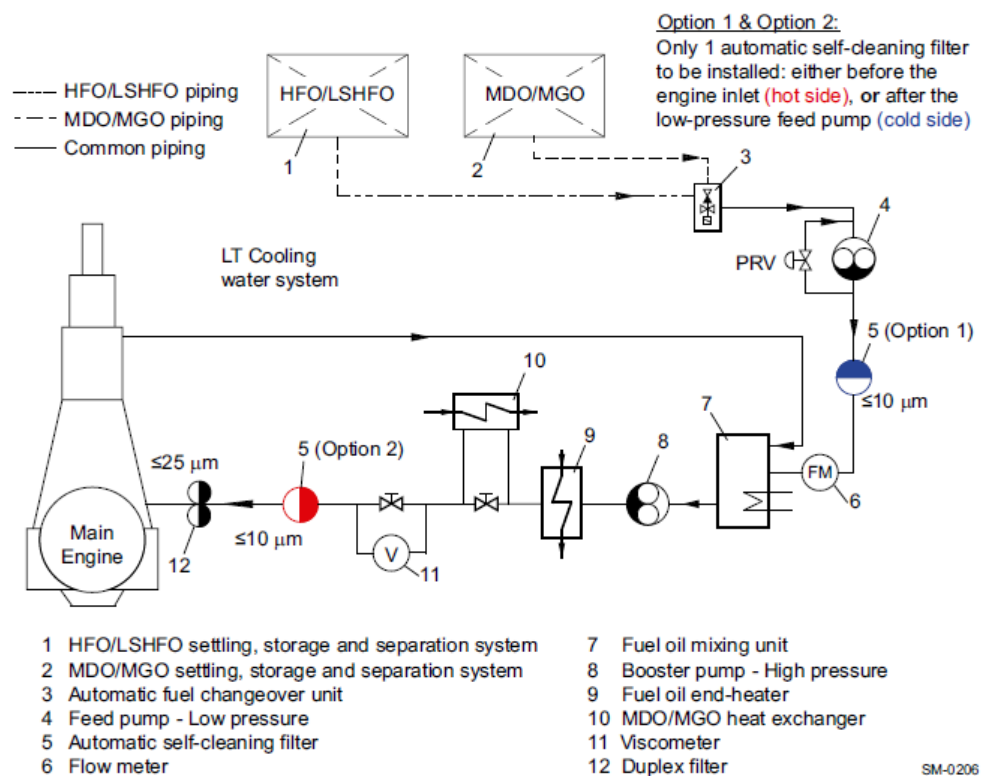 Option 1 & Option 2:
Only 1 automatic self-cleaning filter
to be installed: either before the
engine inlet (hot side), or after the
low-pressure feed pump (cold side)
HFO/LSHFO piping
MDO/MGO piping
Common piping
HFO/LSHFO
MDO/MGO
1
2
3
4
PRV
LT Cooling
water system
5 (Option 1)
≤10 μm
10
7
9
8
FM
6
≤25 μm
5 (Option 2)
≤10 μm
V
11
12
Main
Engine
1 HFO/LSHFO settling, storage and separation system
2 MDO/MGO settling, storage and separation system
3 Automatic fuel changeover unit
4 Feed pump - Low pressure
5 Automatic self-cleaning filter
6 Flow meter
7 Fuel oil mixing unit
8 Booster pump - High pressure
9 Fuel oil end-heater
10 MDO/MGO heat exchanger
11 Viscometer
12 Duplex filter
SM-0206